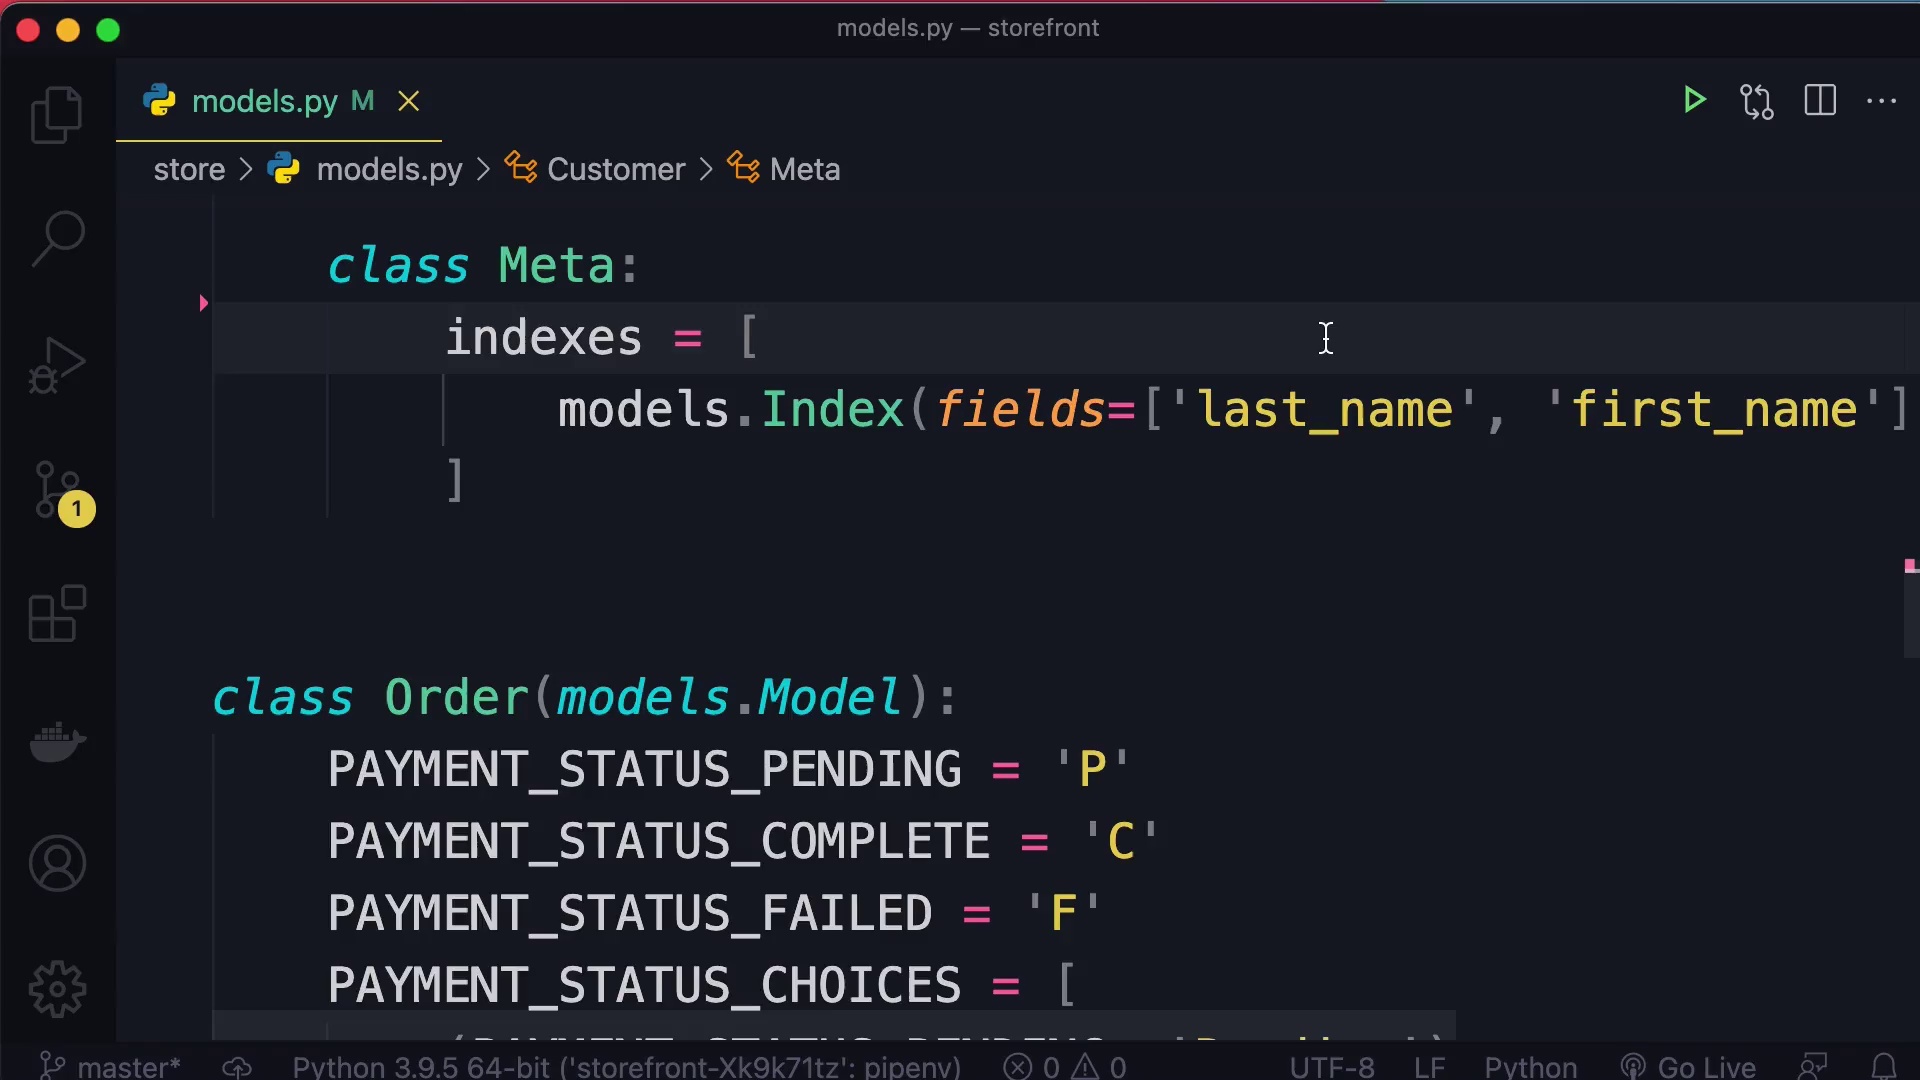 models.py — storefront
models.py M
store > models.py > Customer > Meta
class Meta:
indexes = [
models.Index(fields=['last_name', 'first_name']
]
1
class Order(models.Model):
PAYMENT_STATUS_PENDING = 'P'
PAYMENT_STATUS_COMPLETE = 'C'
PAYMENT_STATUS_FAILED = 'F'
PAYMENT_STATUS_CHOICES = [
(PAYMENT_STATUS_PENDING, 'Pending')
master* Python 3.9.5 64-bit ('storefront-Xk9k71tz': pipenv) 0 0 UTF-8 LF Python Go Live